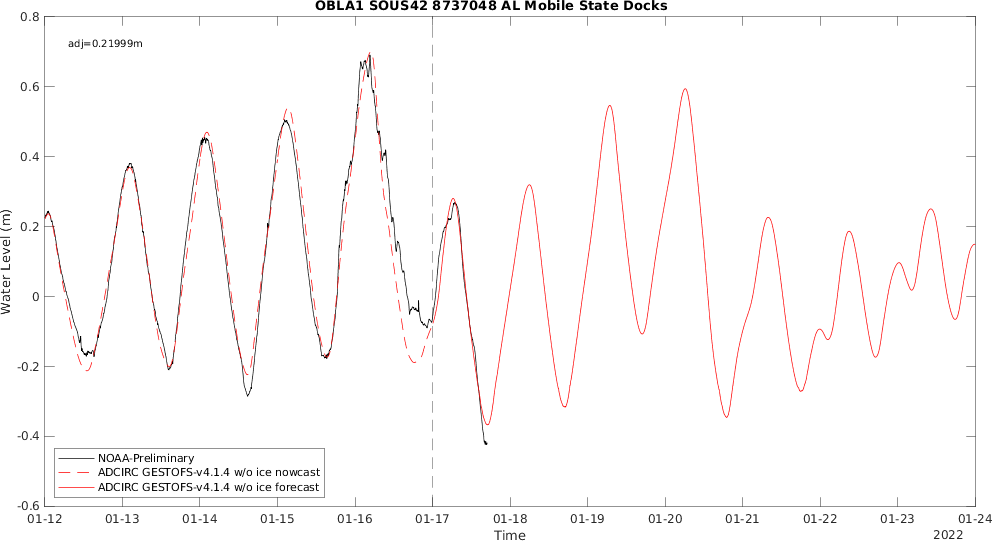 OBLA1 SOUS42 8737048 AL Mobile State Docks
adj=0.21999m
0.8
0.6
0.4
0.2
0
-0.2
-0.4
-0.6
Water Level (m)
NOAA-Preliminary
ADCIRC GESTOFS-v4.1.4 w/o ice nowcast
ADCIRC GESTOFS-v4.1.4 w/o ice forecast
01-12 01-13 01-14 01-15 01-16 01-17 01-18 01-19 01-20 01-21 01-22 01-23 01-24
Time
2022